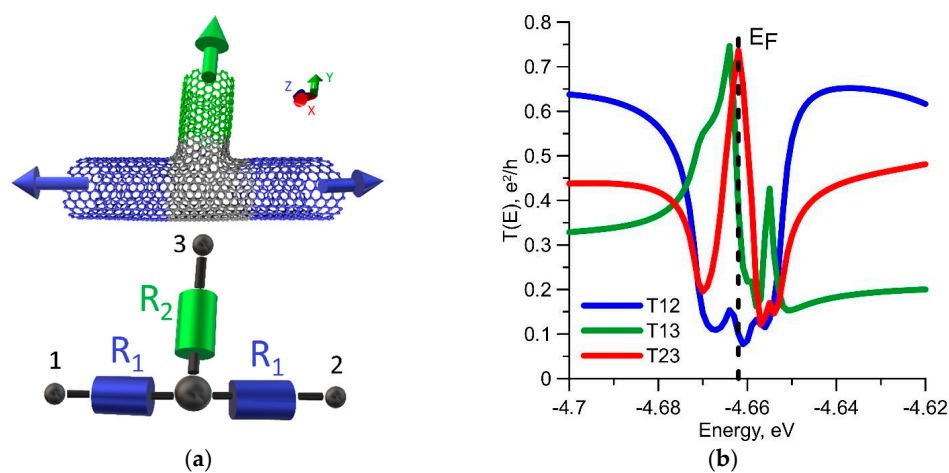 Z
Y
X
3
R2
R1
R1
1
2
(a)
T(E), e²/h
0.8
0.7
0.6
0.5
0.4
0.3
0.2
0.1
0
EF
T12
T13
T23
-4.7
-4.68
-4.66
-4.64
-4.62
Energy, eV
(b)